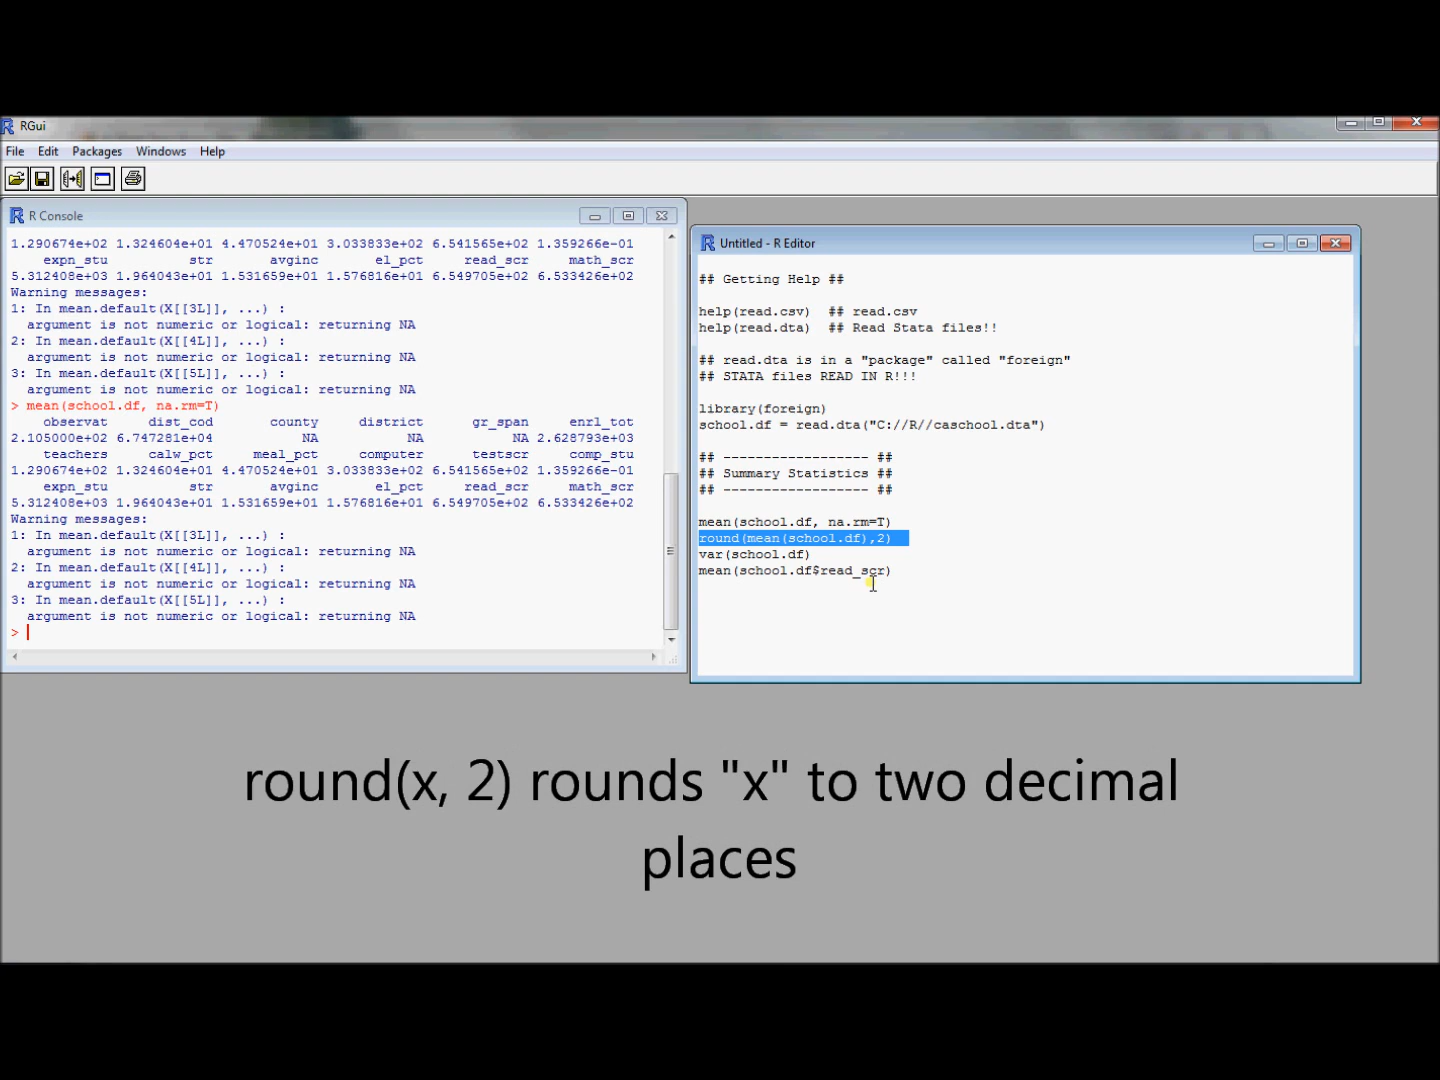 RGui
File Edit Packages Windows Help
R Console
1.290674e+02 1.324604e+01 4.470524e+01 3.033833e+02 6.541565e+02 1.359266e-01
expn_stu str avginc el_pct read_scr math_scr
5.312408e+03 1.964043e+01 1.531659e+01 1.576816e+01 6.549705e+02 6.533426e+02
Warning messages:
1: In mean.default(X[[3L]], ...) :
argument is not numeric or logical: returning NA
2: In mean.default(X[[4L]], ...) :
argument is not numeric or logical: returning NA
3: In mean.default(X[[5L]], ...) :
argument is not numeric or logical: returning NA
> mean(school.df, na.rm=T)
observat dist_cod county district gr_span enrl_tot
2.105000e+02 6.747281e+04 NA NA NA 2.628793e+03
teachers calw_pct meal_pct computer testscr comp_stu
1.290674e+02 1.324604e+01 4.470524e+01 3.033833e+02 6.541565e+02 1.359266e-01
expn_stu str avginc el_pct read_scr math_scr
5.312408e+03 1.964043e+01 1.531659e+01 1.576816e+01 6.549705e+02 6.533426e+02
Warning messages:
1: In mean.default(X[[3L]], ...) :
argument is not numeric or logical: returning NA
2: In mean.default(X[[4L]], ...) :
argument is not numeric or logical: returning NA
3: In mean.default(X[[5L]], ...) :
argument is not numeric or logical: returning NA
>
Untitled - R Editor
## Getting Help ##
help(read.csv) ## read.csv
help(read.dta) ## Read Stata files!!
## read.dta is in a "package" called "foreign"
## STATA files READ IN R!!!
library(foreign)
school.df = read.dta("C://R//caschool.dta")
## ------------------ ##
## Summary Statistics ##
## ------------------ ##
mean(school.df, na.rm=T)
round(mean(school.df),2)
var(school.df)
mean(school.df$read_scr)
round(x, 2) rounds "x" to two decimal
places